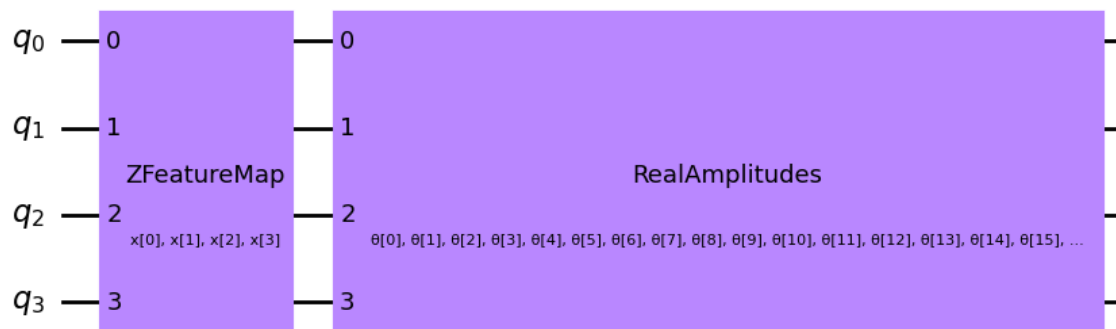 q0 0 0
q1 1 1
ZFeatureMap RealAmplitudes
q2 2 2
x[0], x[1], x[2], x[3] θ[0], θ[1], θ[2], θ[3], θ[4], θ[5], θ[6], θ[7], θ[8], θ[9], θ[10], θ[11], θ[12], θ[13], θ[14], θ[15], ...
q3 3 3